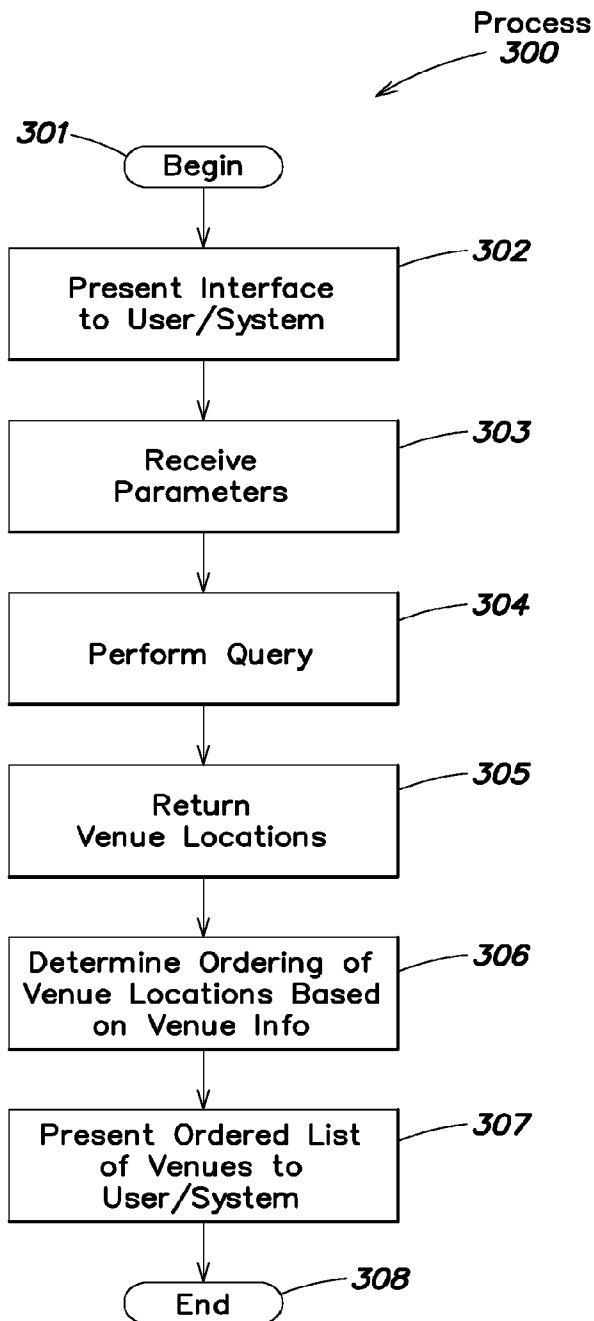 Process
300
301
Begin
302
Present Interface
to User/System
303
Receive
Parameters
304
Perform Query
305
Return
Venue Locations
306
Determine Ordering of
Venue Locations Based
on Venue Info
307
Present Ordered List
of Venues to
User/System
308
End